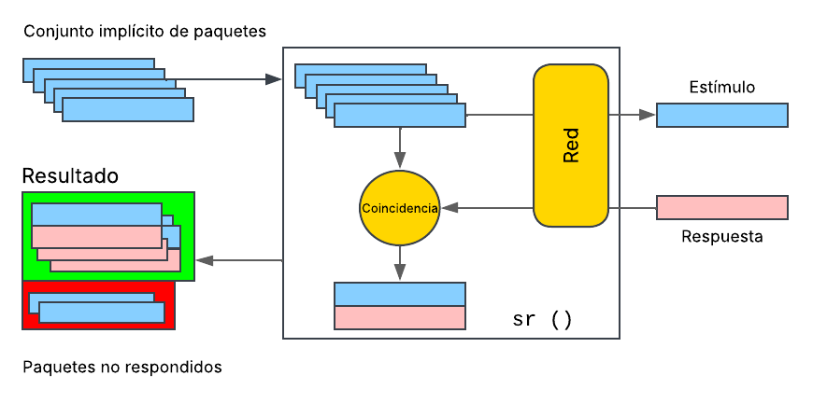 Conjunto implícito de paquetes
Estímulo
Red
Resultado
Coincidencia
Respuesta
sr ()
Paquetes no respondidos